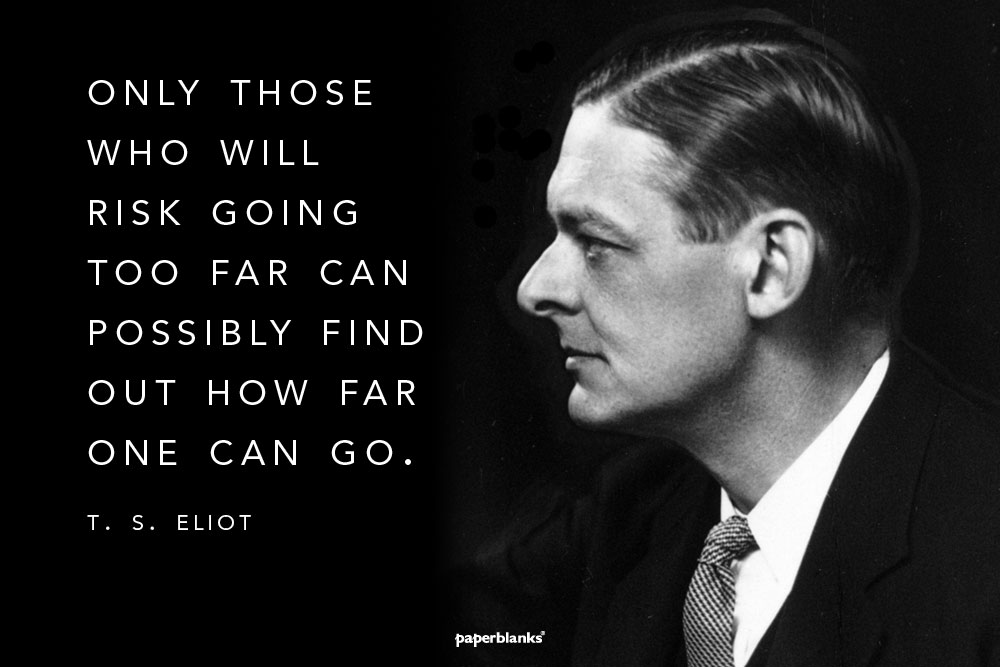 ONLY THOSE
WHO WILL
RISK GOING
TOO FAR CAN
POSSIBLY FIND
OUT HOW FAR
ONE CAN GO.
T. S. ELIOT
paperblanks®